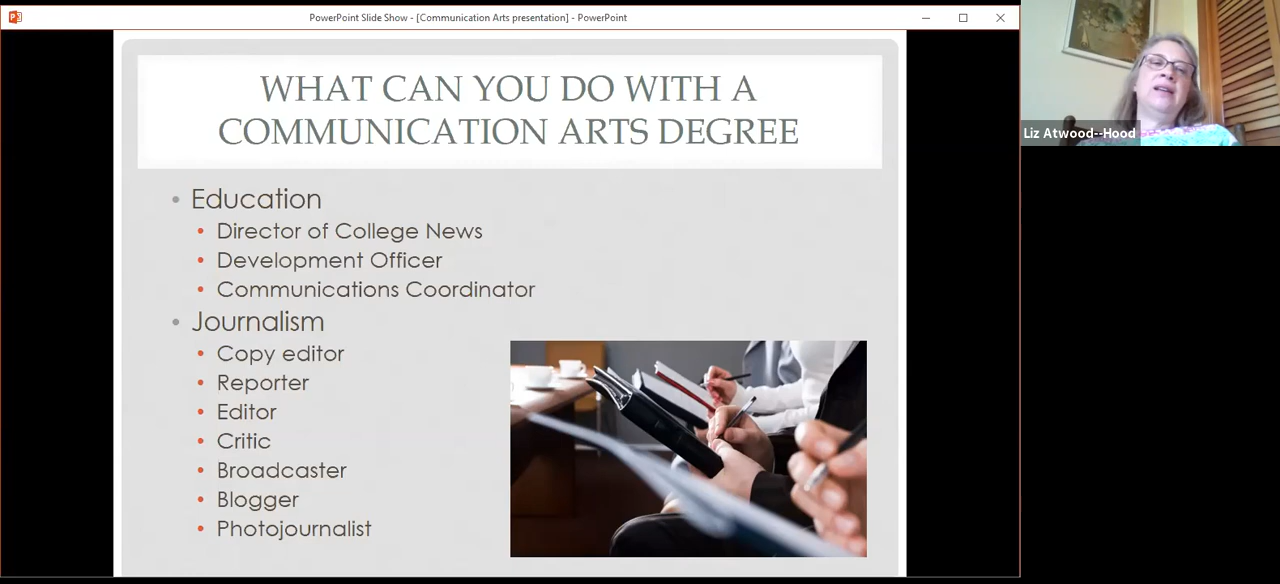 PowerPoint Slide Show - [Communication Arts presentation] - PowerPoint
WHAT CAN YOU DO WITH A
COMMUNICATION ARTS DEGREE
• Education
• Director of College News
• Development Officer
• Communications Coordinator
• Journalism
• Copy editor
• Reporter
• Editor
• Critic
• Broadcaster
• Blogger
• Photojournalist
Liz Atwood--Hood